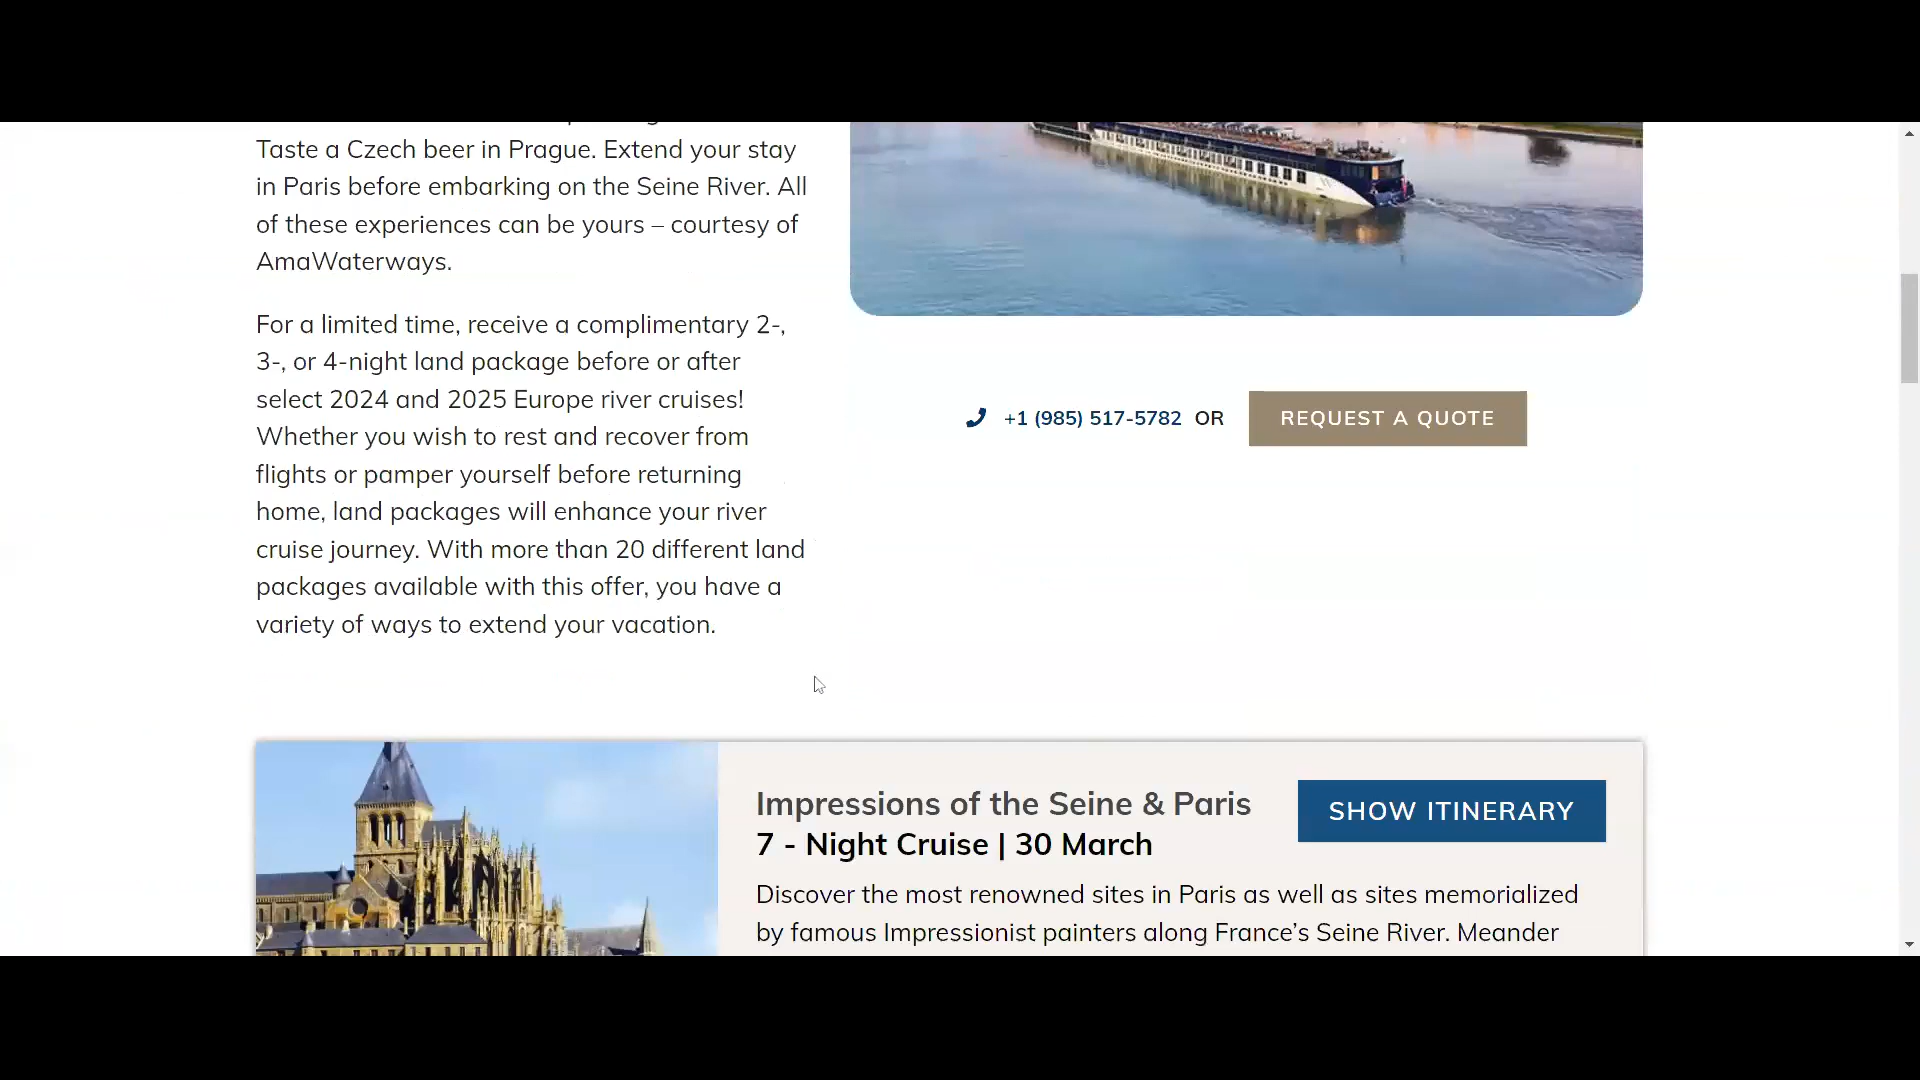 Taste a Czech beer in Prague. Extend your stay
in Paris before embarking on the Seine River. All
of these experiences can be yours – courtesy of
AmaWaterways.
For a limited time, receive a complimentary 2-,
3-, or 4-night land package before or after
select 2024 and 2025 Europe river cruises!
Whether you wish to rest and recover from
flights or pamper yourself before returning
home, land packages will enhance your river
cruise journey. With more than 20 different land
packages available with this offer, you have a
variety of ways to extend your vacation.
+1 (985) 517-5782 OR REQUEST A QUOTE
Impressions of the Seine & Paris
SHOW ITINERARY
7 - Night Cruise | 30 March
Discover the most renowned sites in Paris as well as sites memorialized
by famous Impressionist painters along France’s Seine River. Meander